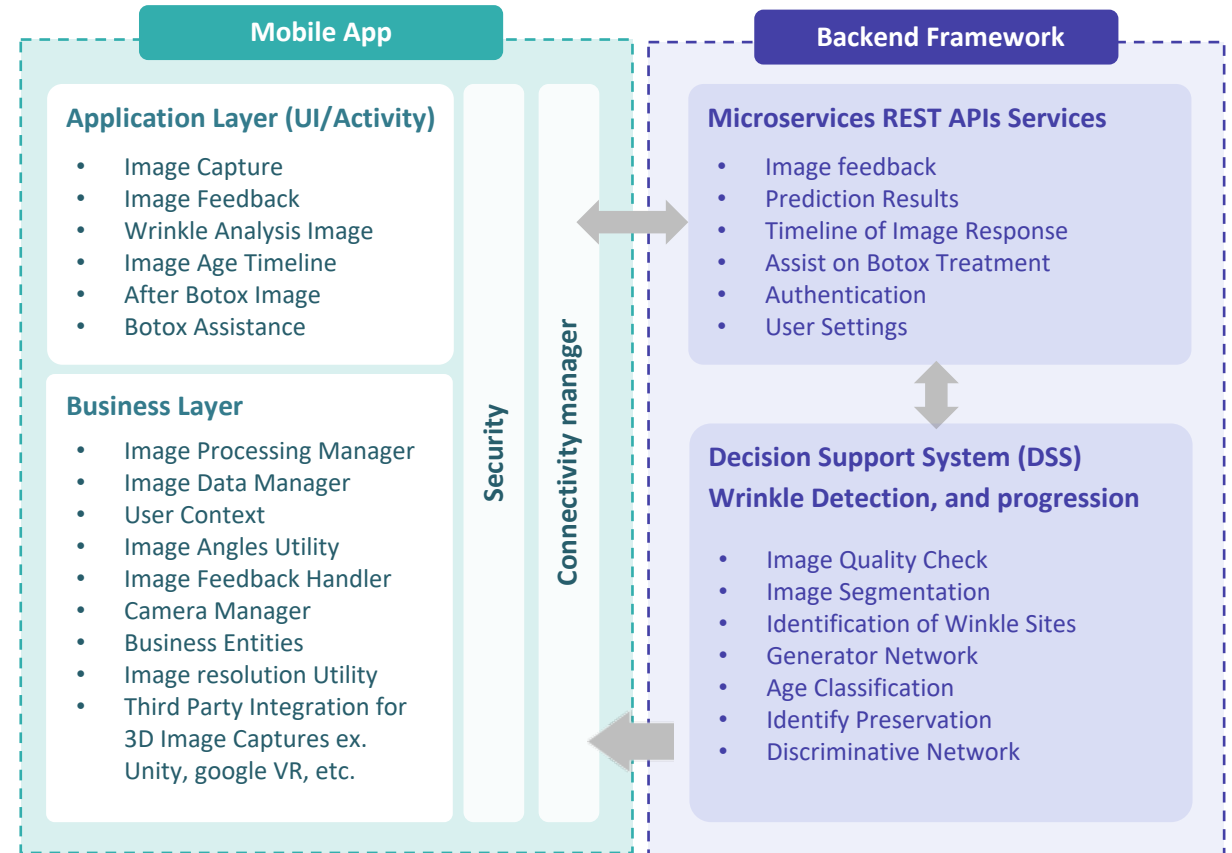 Mobile App
Application Layer (UI/Activity)
• Image Capture
• Image Feedback
• Wrinkle Analysis Image
• Image Age Timeline
• After Botox Image
• Botox Assistance
Business Layer
• Image Processing Manager
• Image Data Manager
• User Context
• Image Angles Utility
• Image Feedback Handler
• Camera Manager
• Business Entities
• Image resolution Utility
• Third Party Integration for
3D Image Captures ex.
Unity, google VR, etc.
Security
Connectivity manager
Backend Framework
Microservices REST APIs Services
• Image feedback
• Prediction Results
• Timeline of Image Response
• Assist on Botox Treatment
• Authentication
• User Settings
Decision Support System (DSS)
Wrinkle Detection, and progression
• Image Quality Check
• Image Segmentation
• Identification of Winkle Sites
• Generator Network
• Age Classification
• Identify Preservation
• Discriminative Network